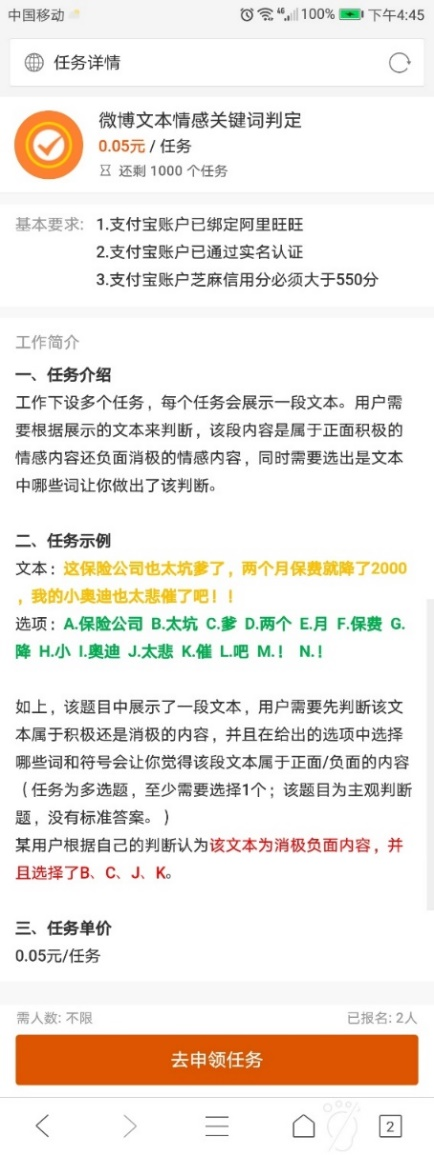 中国移动 100% 下午4:45
任务详情
微博文本情感关键词判定
0.05元 / 任务
还剩 1000 个任务
基本要求: 1.支付宝账户已绑定阿里旺旺
2.支付宝账户已通过实名认证
3.支付宝账户芝麻信用分必须大于550分
工作简介
一、任务介绍
工作下设多个任务，每个任务会展示一段文本。用户需
要根据展示的文本来判断，该段内容是属于正面积极的
情感内容还负面消极的情感内容，同时需要选出是文本
中哪些词让你做出了该判断。
二、任务示例
文本：这保险公司也太坑爹了，两个月保费就降了2000
，我的小奥迪也太悲催了吧！！
选项：A.保险公司 B.太坑 C.爹 D.两个 E.月 F.保费 G.
降 H.小 I.奥迪 J.太悲 K.催 L.吧 M.！ N.！
如上，该题目中展示了一段文本，用户需要先判断该文
本属于积极还是消极的内容，并且在给出的选项中选择
哪些词和符号会让你觉得该段文本属于正面/负面的内容
（任务为多选题，至少需要选择1个；该题目为主观判断
题，没有标准答案。）
某用户根据自己的判断认为该文本为消极负面内容，并
且选择了B、C、J、K。
三、任务单价
0.05元/任务
需人数: 不限 已报名: 2人
去申领任务
2